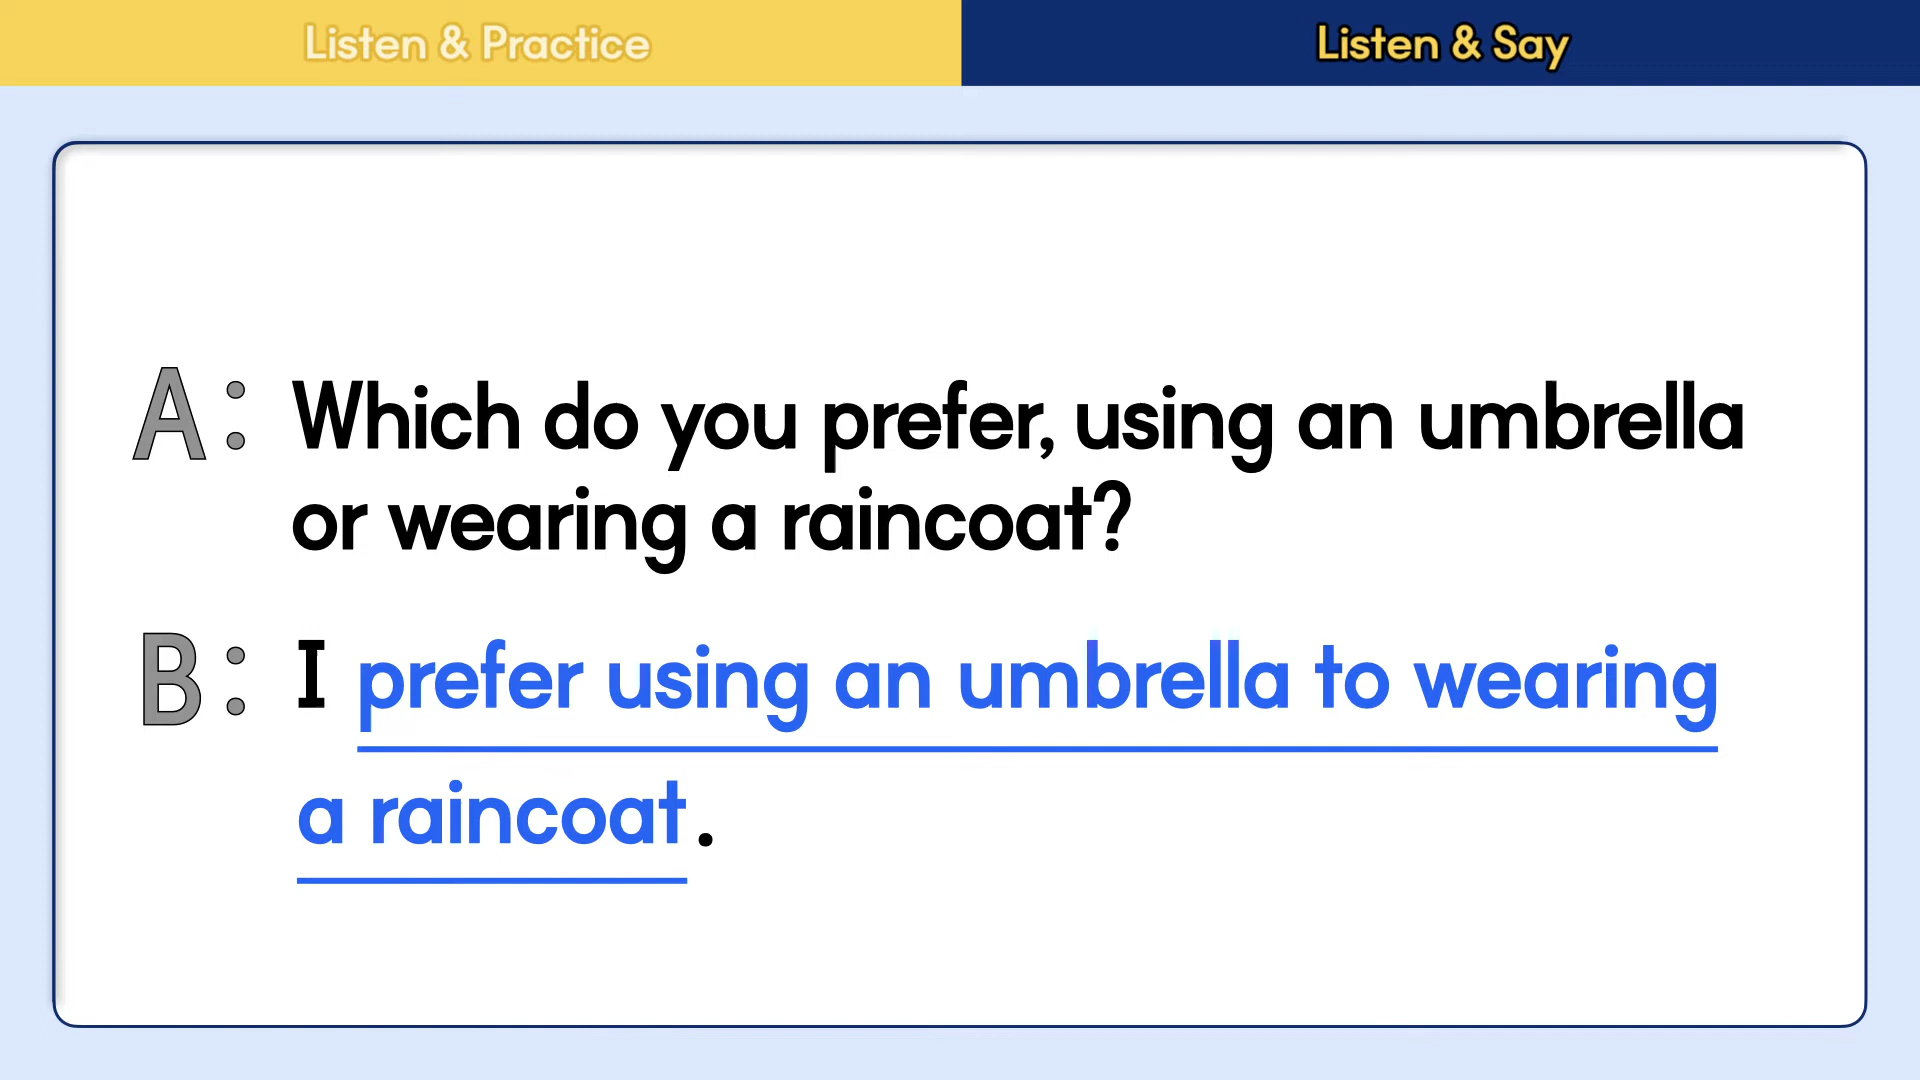 Listen & Practice
Listen & Say
A: Which do you prefer, using an umbrella
or wearing a raincoat?
B: I prefer using an umbrella to wearing
a raincoat.